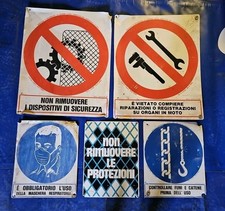 NON RIMUOVERE
I DISPOSITIVI DI SICUREZZA
È VIETATO COMPIERE
RIPARAZIONI O REGISTRAZIONI
SU ORGANI IN MOTO
È OBBLIGATORIO L'USO
DELLA MASCHERA RESPIRATORIA
NON
RIMUOVERE
LE
PROTEZIONI
CONTROLLARE FUNI E CATENE
PRIMA DELL'USO